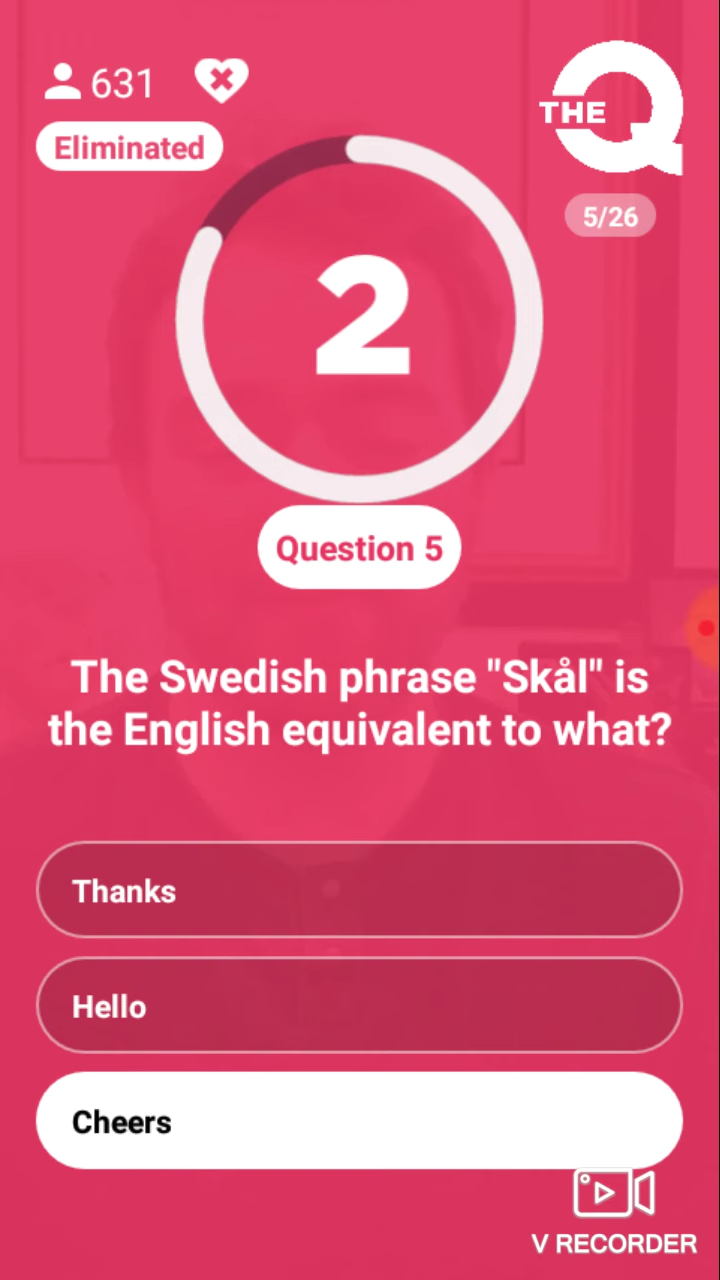 631
THE Q
Eliminated
5/26
2
Question 5
The Swedish phrase "Skål" is
the English equivalent to what?
Thanks
Hello
Cheers
V RECORDER